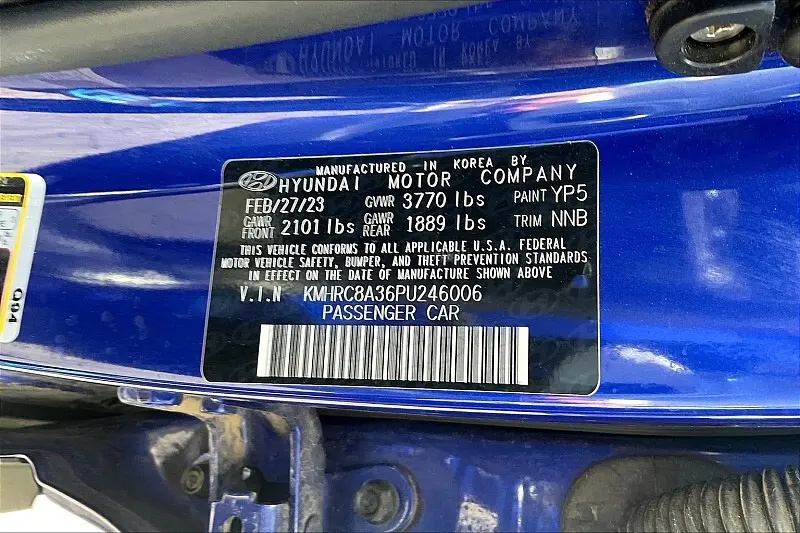 MANUFACTURED IN KOREA BY
HYUNDAI MOTOR COMPANY
FEB/27/23 GVWR 3770 lbs PAINT YP5
GAWR FRONT 2101 lbs GAWR REAR 1889 lbs TRIM NNB
THIS VEHICLE CONFORMS TO ALL APPLICABLE U.S.A. FEDERAL
MOTOR VEHICLE SAFETY, BUMPER, AND THEFT PREVENTION STANDARDS
IN EFFECT ON THE DATE OF MANUFACTURE SHOWN ABOVE
V.I.N KMHRC8A36PU246006
PASSENGER CAR
Q94